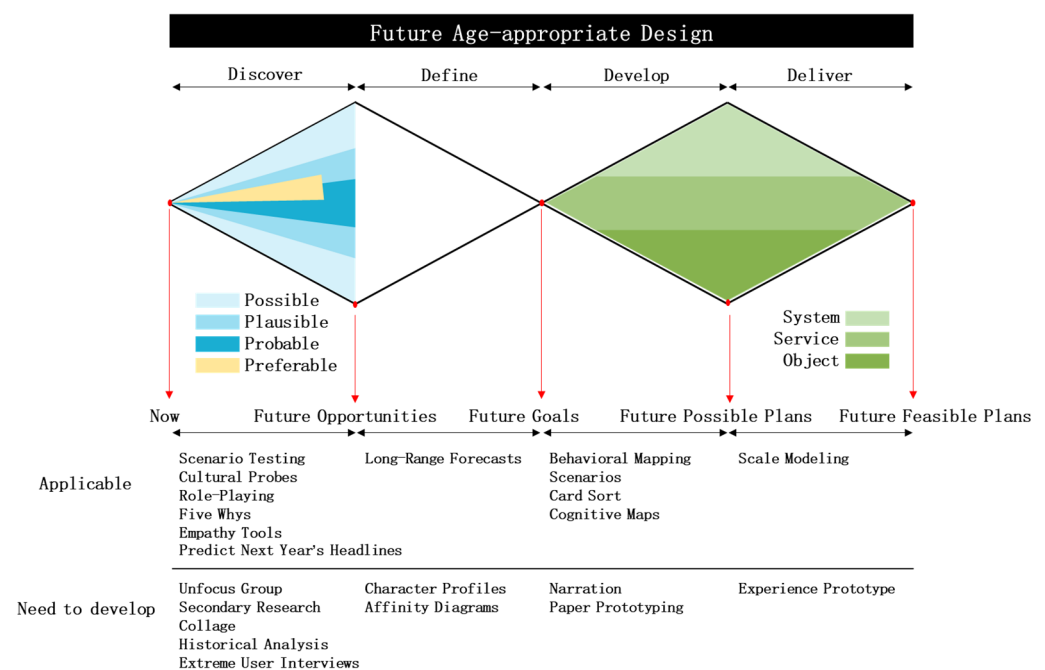 Future Age-appropriate Design
Discover Define Develop Deliver
Possible
Plausible
Probable
Preferable
System
Service
Object
Now Future Opportunities Future Goals Future Possible Plans Future Feasible Plans
Applicable
Scenario Testing
Cultural Probes
Role-Playing
Five Whys
Empathy Tools
Predict Next Year's Headlines
Long-Range Forecasts
Behavioral Mapping
Scenarios
Card Sort
Cognitive Maps
Scale Modeling
Need to develop
Unfocus Group
Secondary Research
Collage
Historical Analysis
Extreme User Interviews
Character Profiles
Affinity Diagrams
Narration
Paper Prototyping
Experience Prototype